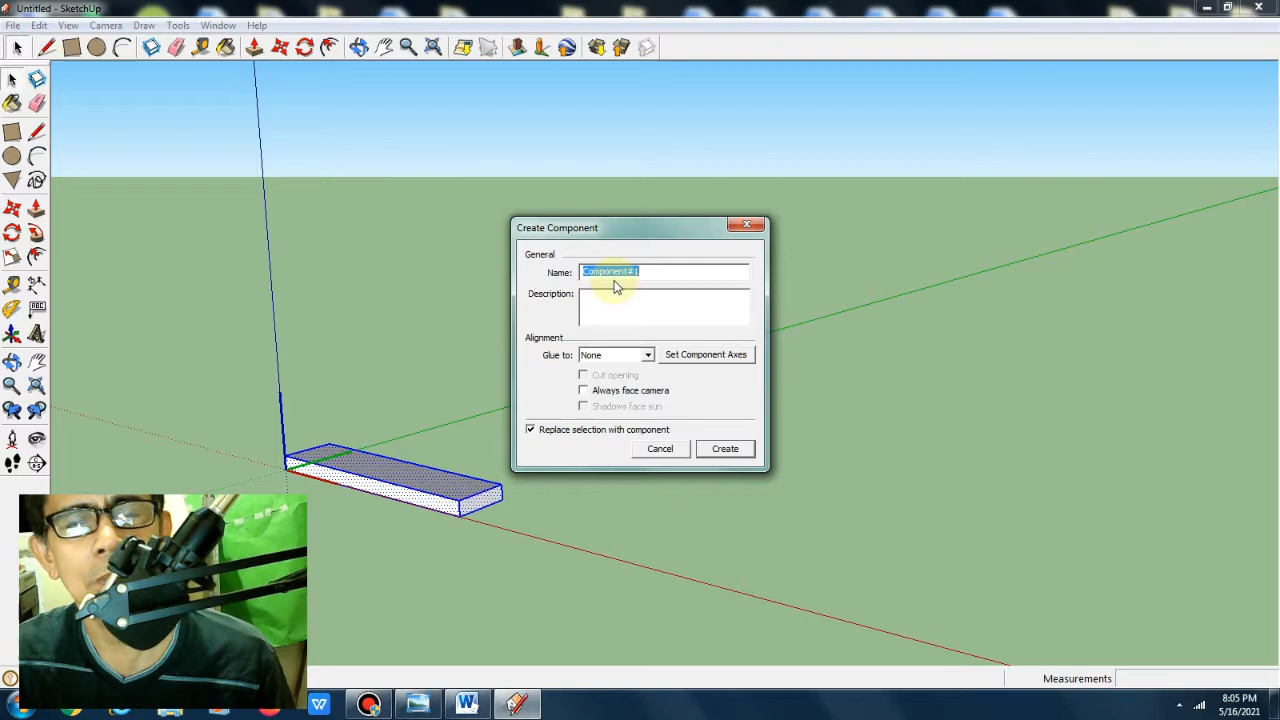 Untitled - SketchUp
File Edit View Camera Draw Tools Window Help
ABC
Create Component
General
Name: Component#1
Description:
Alignment
Glue to: None Set Component Axes
Cut opening
Always face camera
Shadows face sun
Replace selection with component
Cancel Create
Measurements
W
8:05 PM
5/16/2021